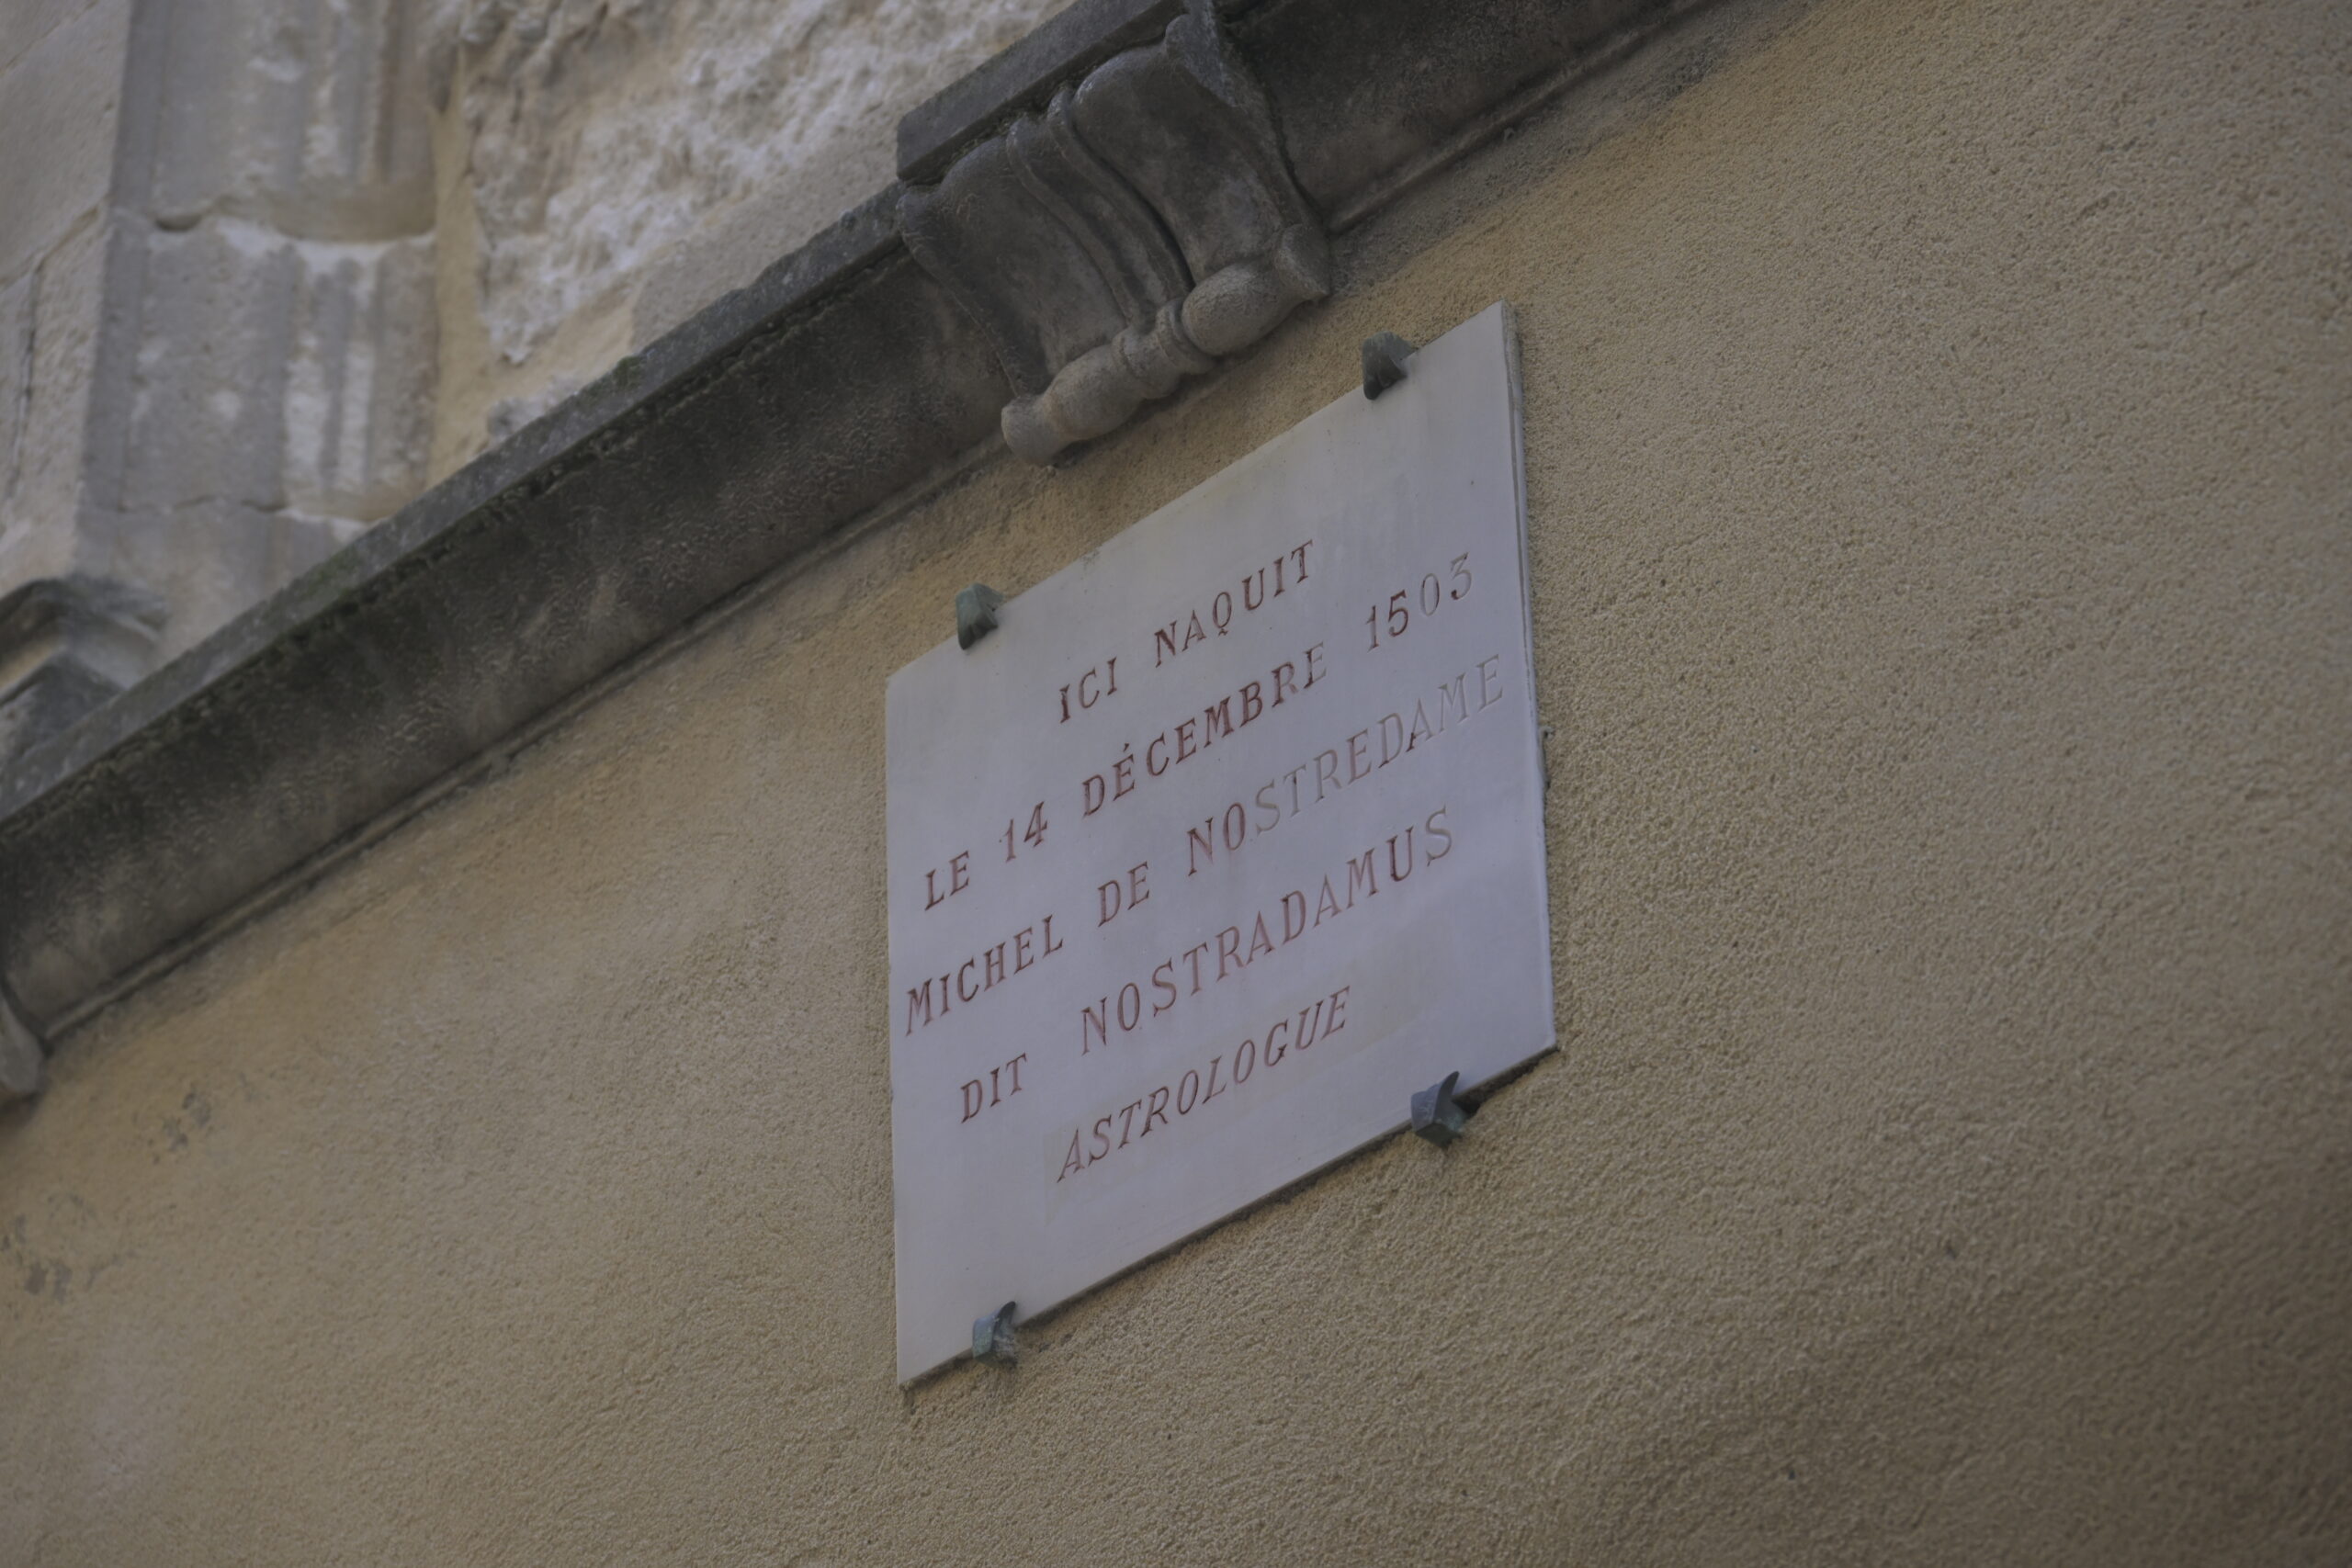 ICI NAQUIT
LE 14 DÉCEMBRE 1503
MICHEL DE NOSTREDAME
DIT NOSTRADAMUS
ASTROLOGUE